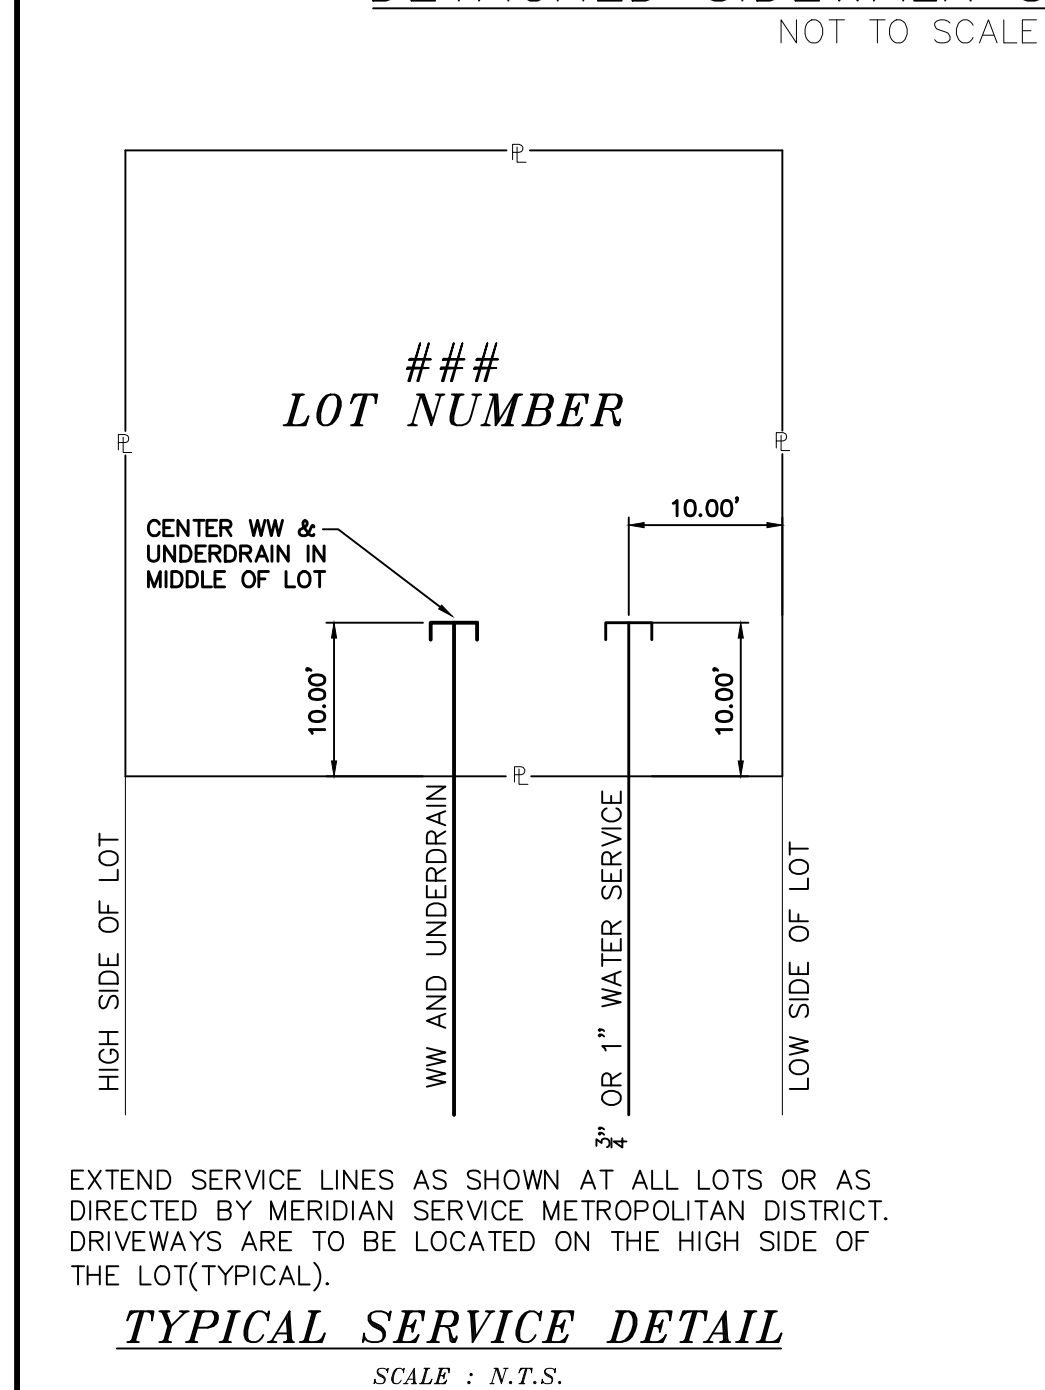 NOT TO SCALE
PL
###
LOT NUMBER
PL
PL
10.00'
CENTER WW &
UNDERDRAIN IN
MIDDLE OF LOT
10.00'
10.00'
PL
HIGH SIDE OF LOT
WW AND UNDERDRAIN
3/4" OR 1" WATER SERVICE
LOW SIDE OF LOT
EXTEND SERVICE LINES AS SHOWN AT ALL LOTS OR AS
DIRECTED BY MERIDIAN SERVICE METROPOLITAN DISTRICT.
DRIVEWAYS ARE TO BE LOCATED ON THE HIGH SIDE OF
THE LOT(TYPICAL).
TYPICAL SERVICE DETAIL
SCALE : N.T.S.